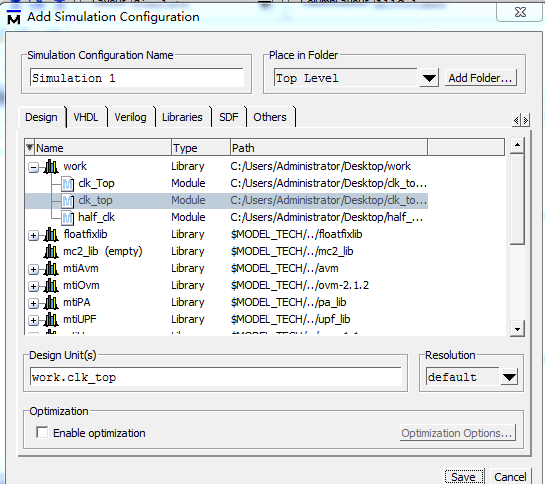 Add Simulation Configuration
Simulation Configuration Name
Place in Folder
Simulation 1
Top Level
Add Folder...
Design VHDL Verilog Libraries SDF Others
Name Type Path
work Library C:/Users/Administrator/Desktop/work
clk_Top Module C:/Users/Administrator/Desktop/clk_to...
clk_top Module C:/Users/Administrator/Desktop/clk_to...
half_clk Module C:/Users/Administrator/Desktop/half_...
floatfixlib Library $MODEL_TECH/../floatfixlib
mc2_lib (empty) Library $MODEL_TECH/../mc2_lib
mtiAvm Library $MODEL_TECH/../avm
mtiOvm Library $MODEL_TECH/../ovm-2.1.2
mtiPA Library $MODEL_TECH/../pa_lib
mtiUPF Library $MODEL_TECH/../upf_lib
Design Unit(s)
Resolution
work.clk_top
default
Optimization
Enable optimization
Optimization Options...
Save Cancel